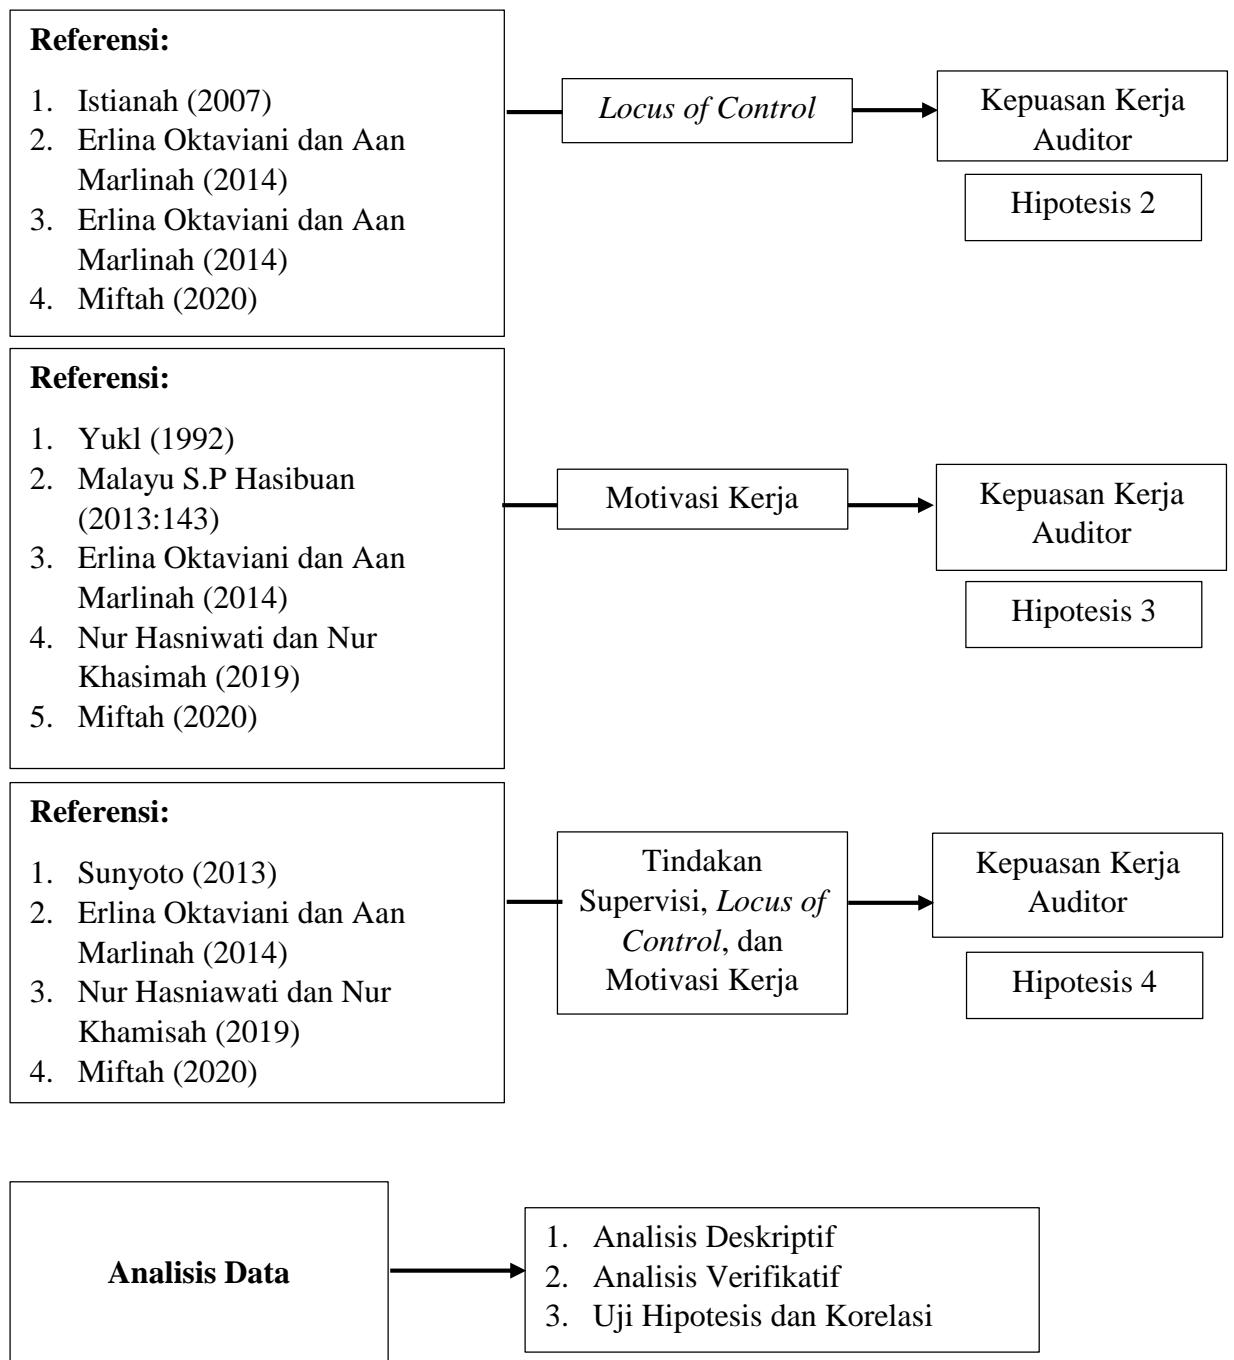 Referensi:
1. Istianah (2007)
2. Erlina Oktaviani dan Aan
Marlinah (2014)
3. Erlina Oktaviani dan Aan
Marlinah (2014)
4. Miftah (2020)
Locus of Control
Kepuasan Kerja
Auditor
Hipotesis 2
Referensi:
1. Yukl (1992)
2. Malayu S.P Hasibuan
(2013:143)
3. Erlina Oktaviani dan Aan
Marlinah (2014)
4. Nur Hasniwati dan Nur
Khasimah (2019)
5. Miftah (2020)
Motivasi Kerja
Kepuasan Kerja
Auditor
Hipotesis 3
Referensi:
1. Sunyoto (2013)
2. Erlina Oktaviani dan Aan
Marlinah (2014)
3. Nur Hasniawati dan Nur
Khamisah (2019)
4. Miftah (2020)
Tindakan
Supervisi, Locus of
Control, dan
Motivasi Kerja
Kepuasan Kerja
Auditor
Hipotesis 4
Analisis Data
1. Analisis Deskriptif
2. Analisis Verifikatif
3. Uji Hipotesis dan Korelasi